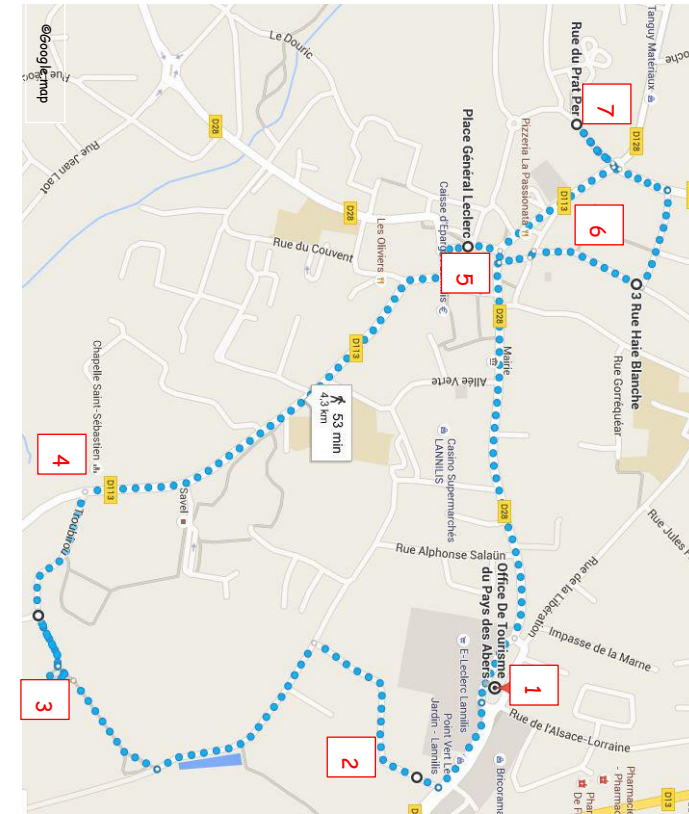 ©Google map
Rue Jean Laot
Le Douric
D28
D28
Rue du Couvent
Les Oliviers
Caisse d'Epargne
Place Général Leclerc
Pizzeria La Passionata
Rue du Prat Per
Tanguy Matériaux
D128
D113
7
6
5
3 Rue Haie Blanche
Rue Gorréquéar
D28
Mairie
Allée Verte
D113
53 min
4,3 km
Chapelle Saint-Sébastien
4
D113
Savel
Troubirou
Casino Supermarchés
LANNILIS
D28
Rue Alphonse Salaün
Rue Jules
Rue de la Libération
Impasse de la Marne
Office De Tourisme
du Pays des Abers
1
Rue de l'Alsace-Lorraine
E-Leclerc Lannilis
Point Vert Le
Jardin - Lannilis
2
3
Bricorama
Pharmacie
- Pharmac
D13